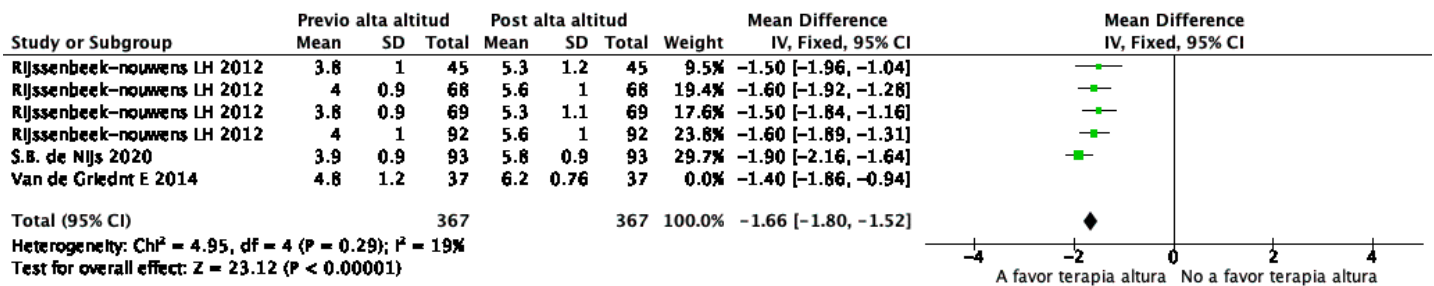 Previo alta altitud Post alta altitud Mean Difference Mean Difference
Study or Subgroup Mean SD Total Mean SD Total Weight IV, Fixed, 95% CI IV, Fixed, 95% CI
Rijssenbeek-nouwens LH 2012 3.8 1 45 5.3 1.2 45 9.5% −1.50 [−1.96, −1.04]
Rijssenbeek-nouwens LH 2012 4 0.9 68 5.6 1 68 19.4% −1.60 [−1.92, −1.28]
Rijssenbeek-nouwens LH 2012 3.8 0.9 69 5.3 1.1 69 17.6% −1.50 [−1.84, −1.16]
Rijssenbeek-nouwens LH 2012 4 1 92 5.6 1 92 23.8% −1.60 [−1.89, −1.31]
S.B. de Nijs 2020 3.9 0.9 93 5.8 0.9 93 29.7% −1.90 [−2.16, −1.64]
Van de Griednt E 2014 4.8 1.2 37 6.2 0.76 37 0.0% −1.40 [−1.86, −0.94]
Total (95% CI) 367 367 100.0% −1.66 [−1.80, −1.52]
Heterogeneity: Chi² = 4.95, df = 4 (P = 0.29); I² = 19%
Test for overall effect: Z = 23.12 (P < 0.00001)
−4 −2 0 2 4
A favor terapia altura No a favor terapia altura